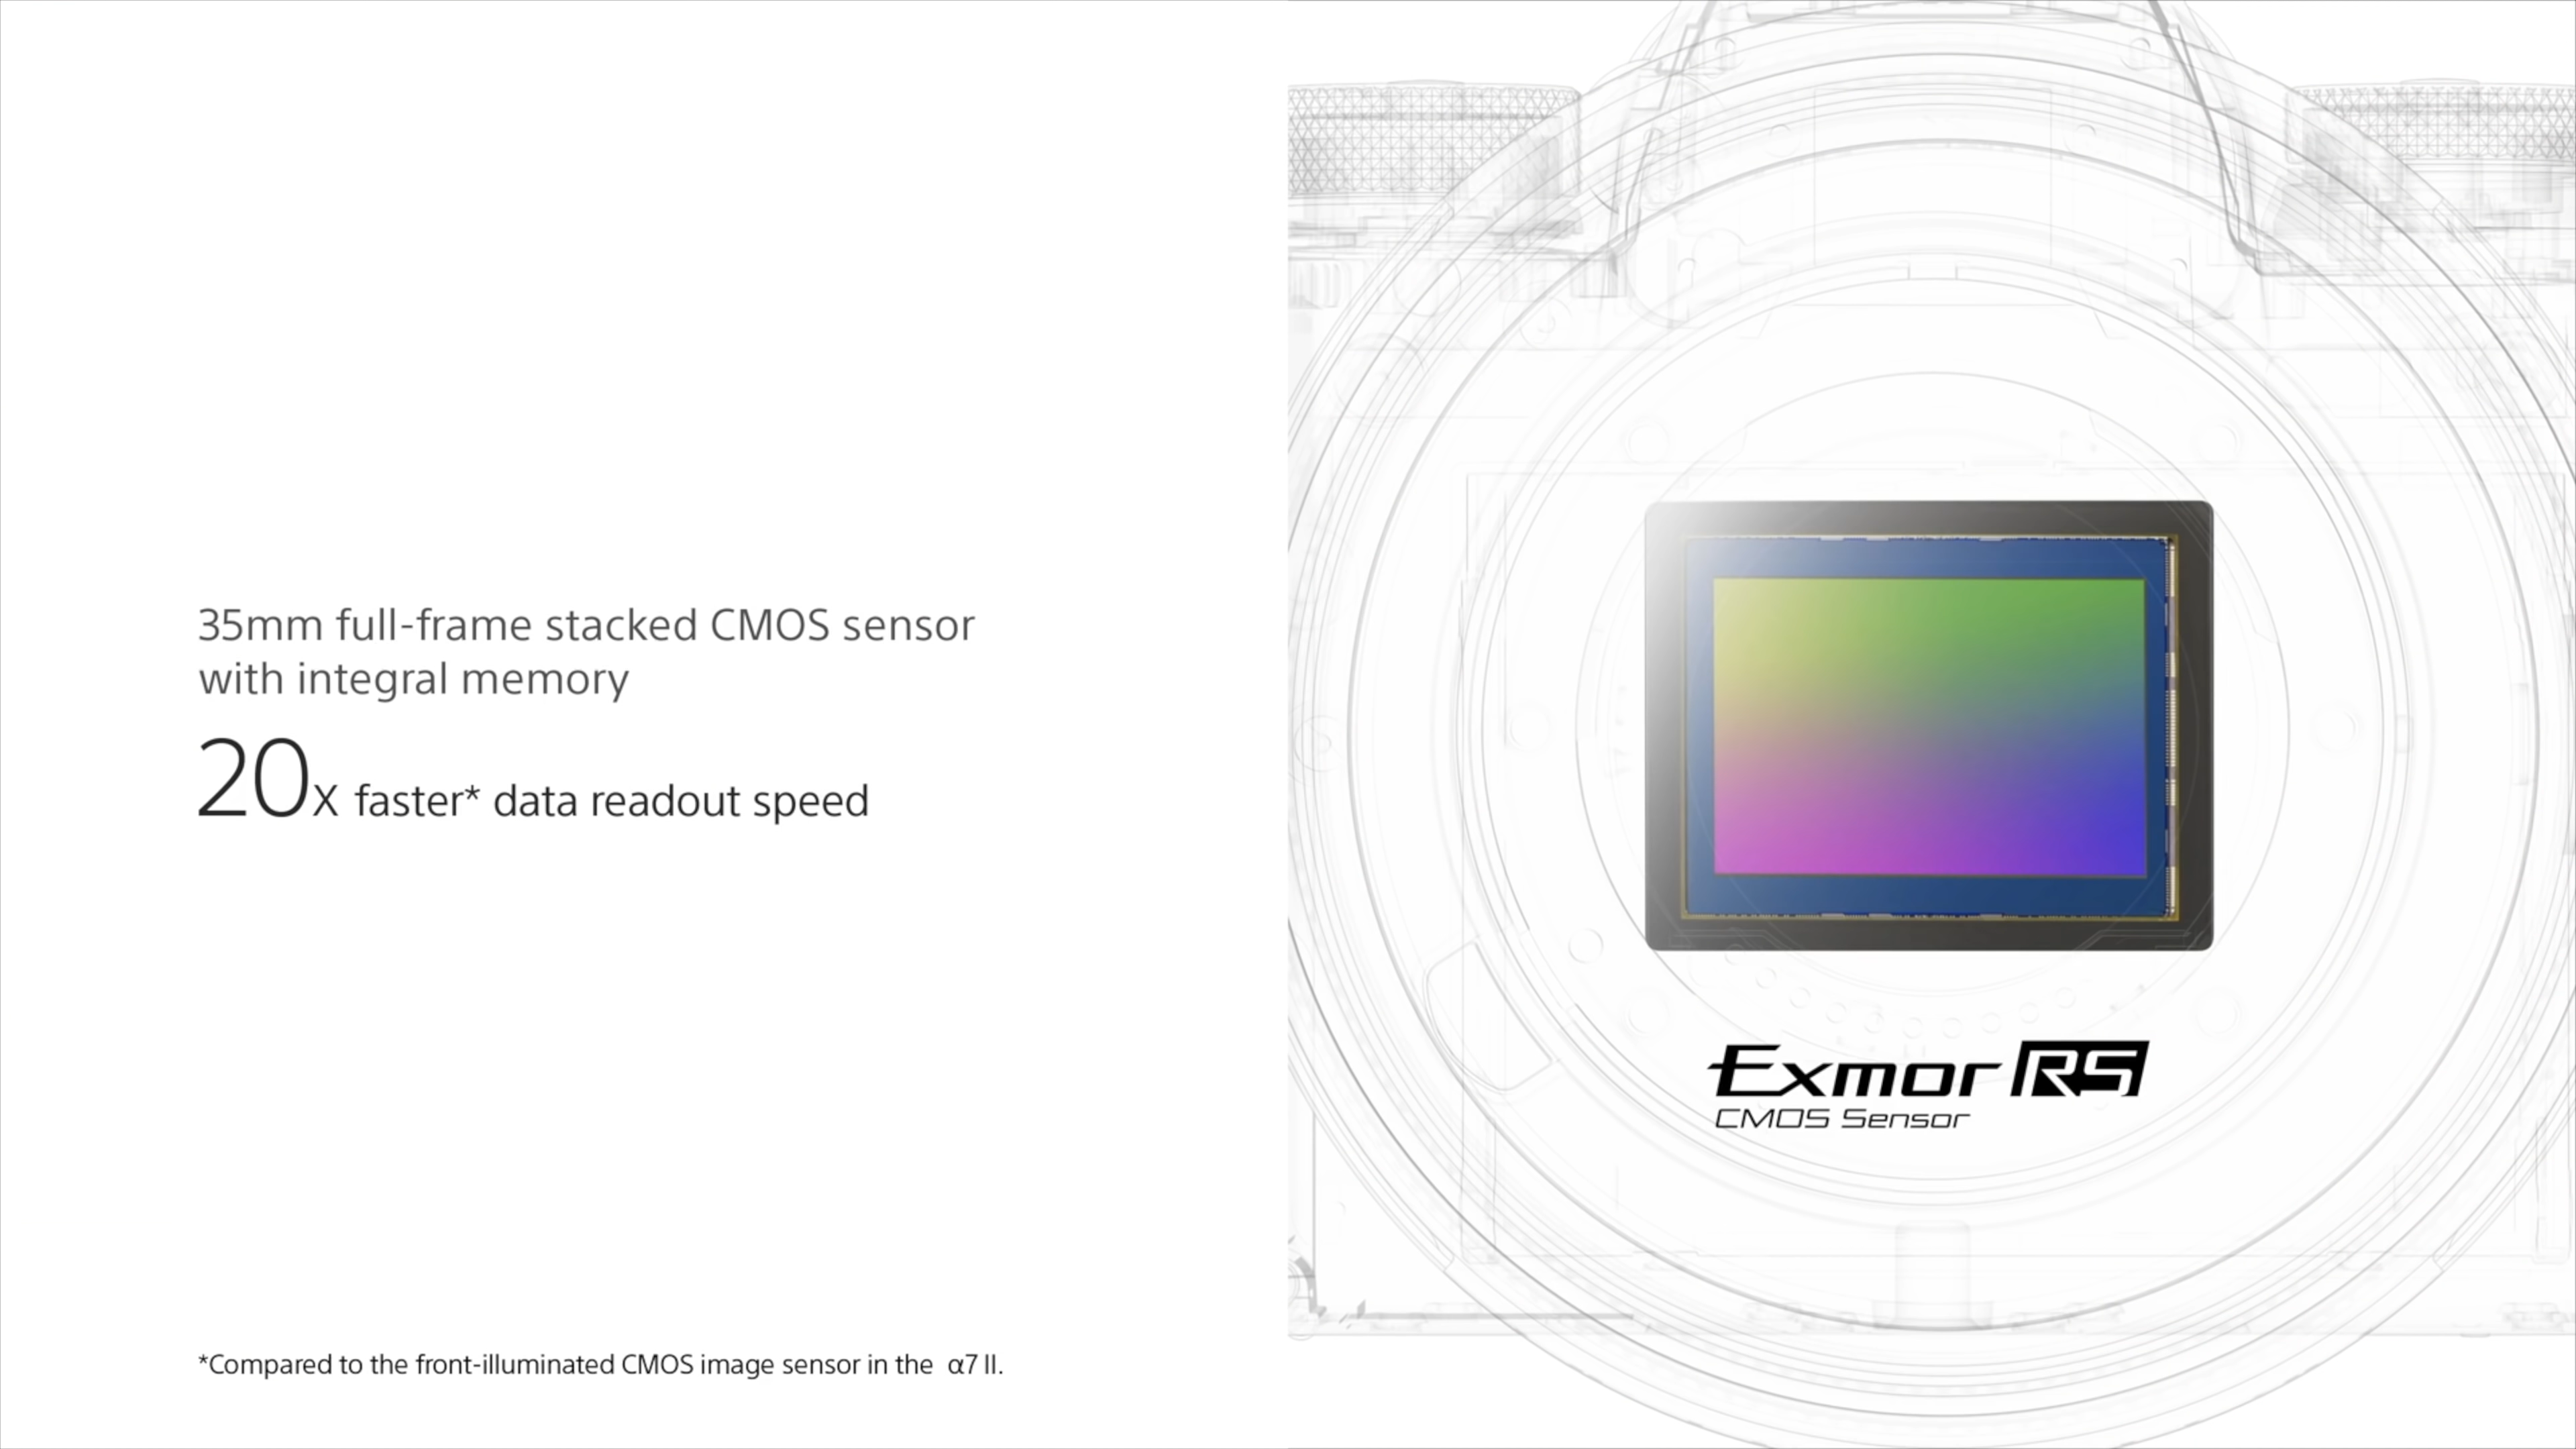 35mm full-frame stacked CMOS sensor
with integral memory
20x faster* data readout speed
*Compared to the front-illuminated CMOS image sensor in the α7 II.
Exmor RS
CMOS Sensor